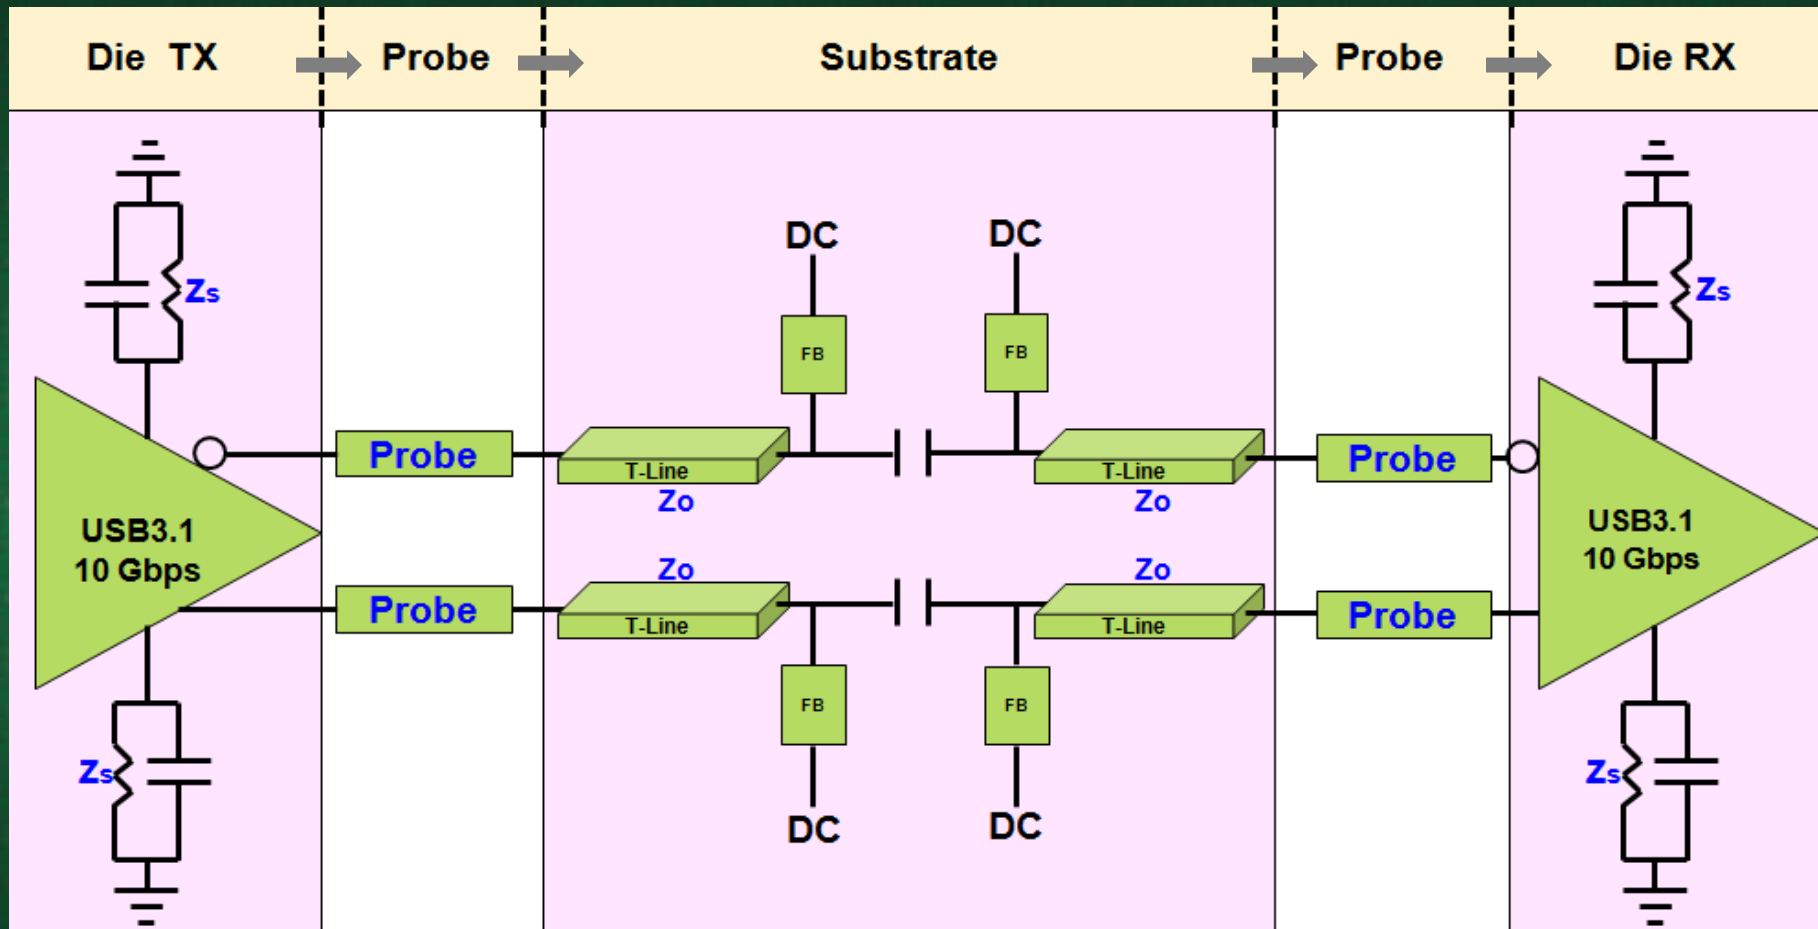 Die TX
Probe
Substrate
Probe
Die RX
DC
DC
Zs
Zs
FB
FB
Probe
T-Line
Zo
T-Line
Zo
Probe
USB3.1
10 Gbps
USB3.1
10 Gbps
Probe
Zo
T-Line
Zo
T-Line
Probe
FB
FB
Zs
Zs
DC
DC